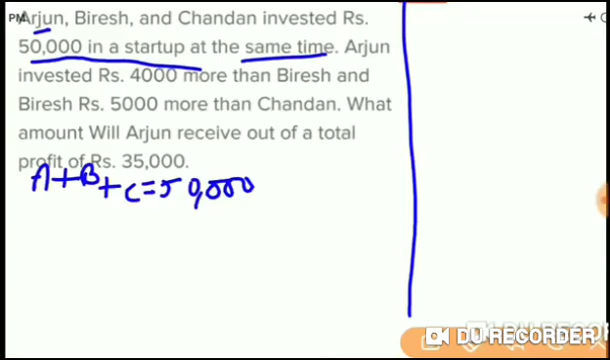 PM
Arjun, Biresh, and Chandan invested Rs.
50,000 in a startup at the same time. Arjun
invested Rs. 4000 more than Biresh and
Biresh Rs. 5000 more than Chandan. What
amount Will Arjun receive out of a total
profit of Rs. 35,000.
A+B+C=50,000
DU RECORDER